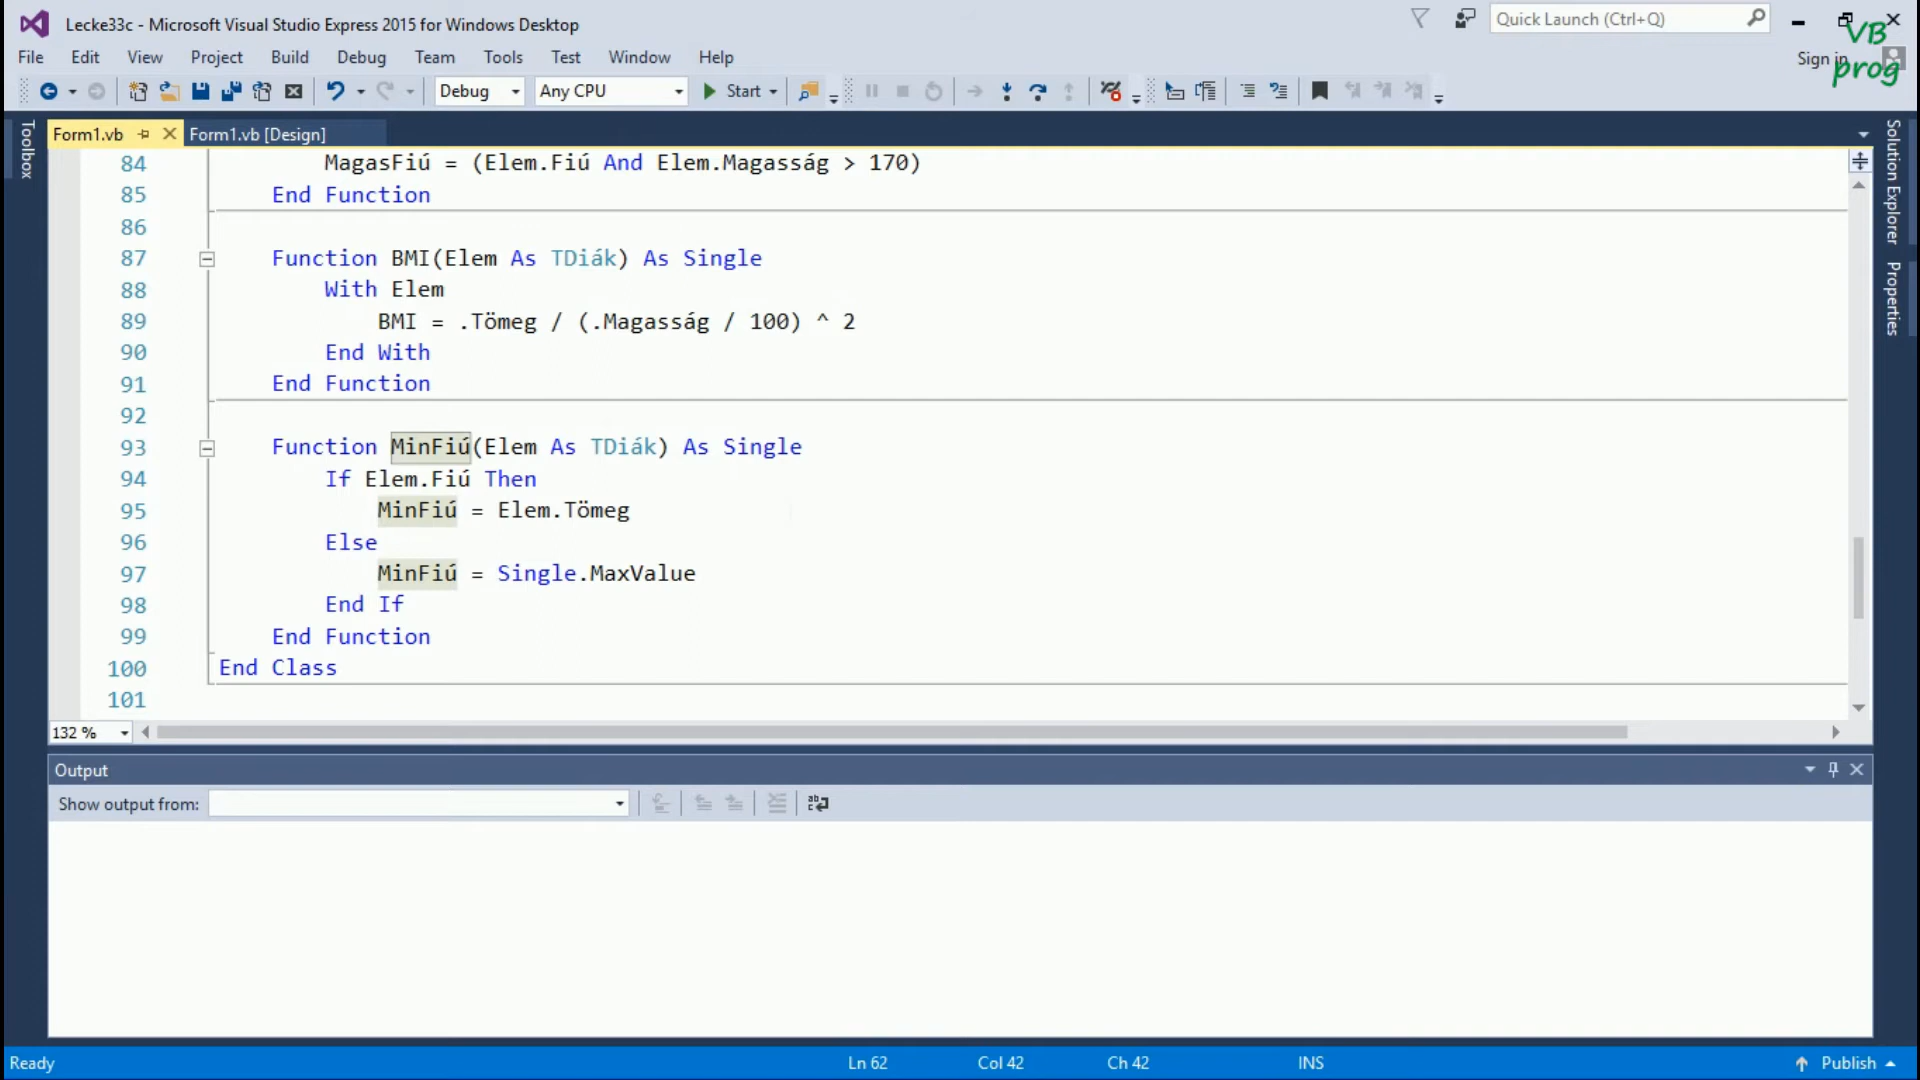 Lecke33c - Microsoft Visual Studio Express 2015 for Windows Desktop
Quick Launch (Ctrl+Q)
VB
prog
File Edit View Project Build Debug Team Tools Test Window Help
Sign in
Debug Any CPU Start
Toolbox
Form1.vb Form1.vb [Design]
Solution Explorer
Properties
84 MagasFiú = (Elem.Fiú And Elem.Magasság > 170)
85 End Function
86
87 Function BMI(Elem As TDiák) As Single
88 With Elem
89 BMI = .Tömeg / (.Magasság / 100) ^ 2
90 End With
91 End Function
92
93 Function MinFiú(Elem As TDiák) As Single
94 If Elem.Fiú Then
95 MinFiú = Elem.Tömeg
96 Else
97 MinFiú = Single.MaxValue
98 End If
99 End Function
100 End Class
101
132 %
Output
Show output from:
Ready Ln 62 Col 42 Ch 42 INS Publish